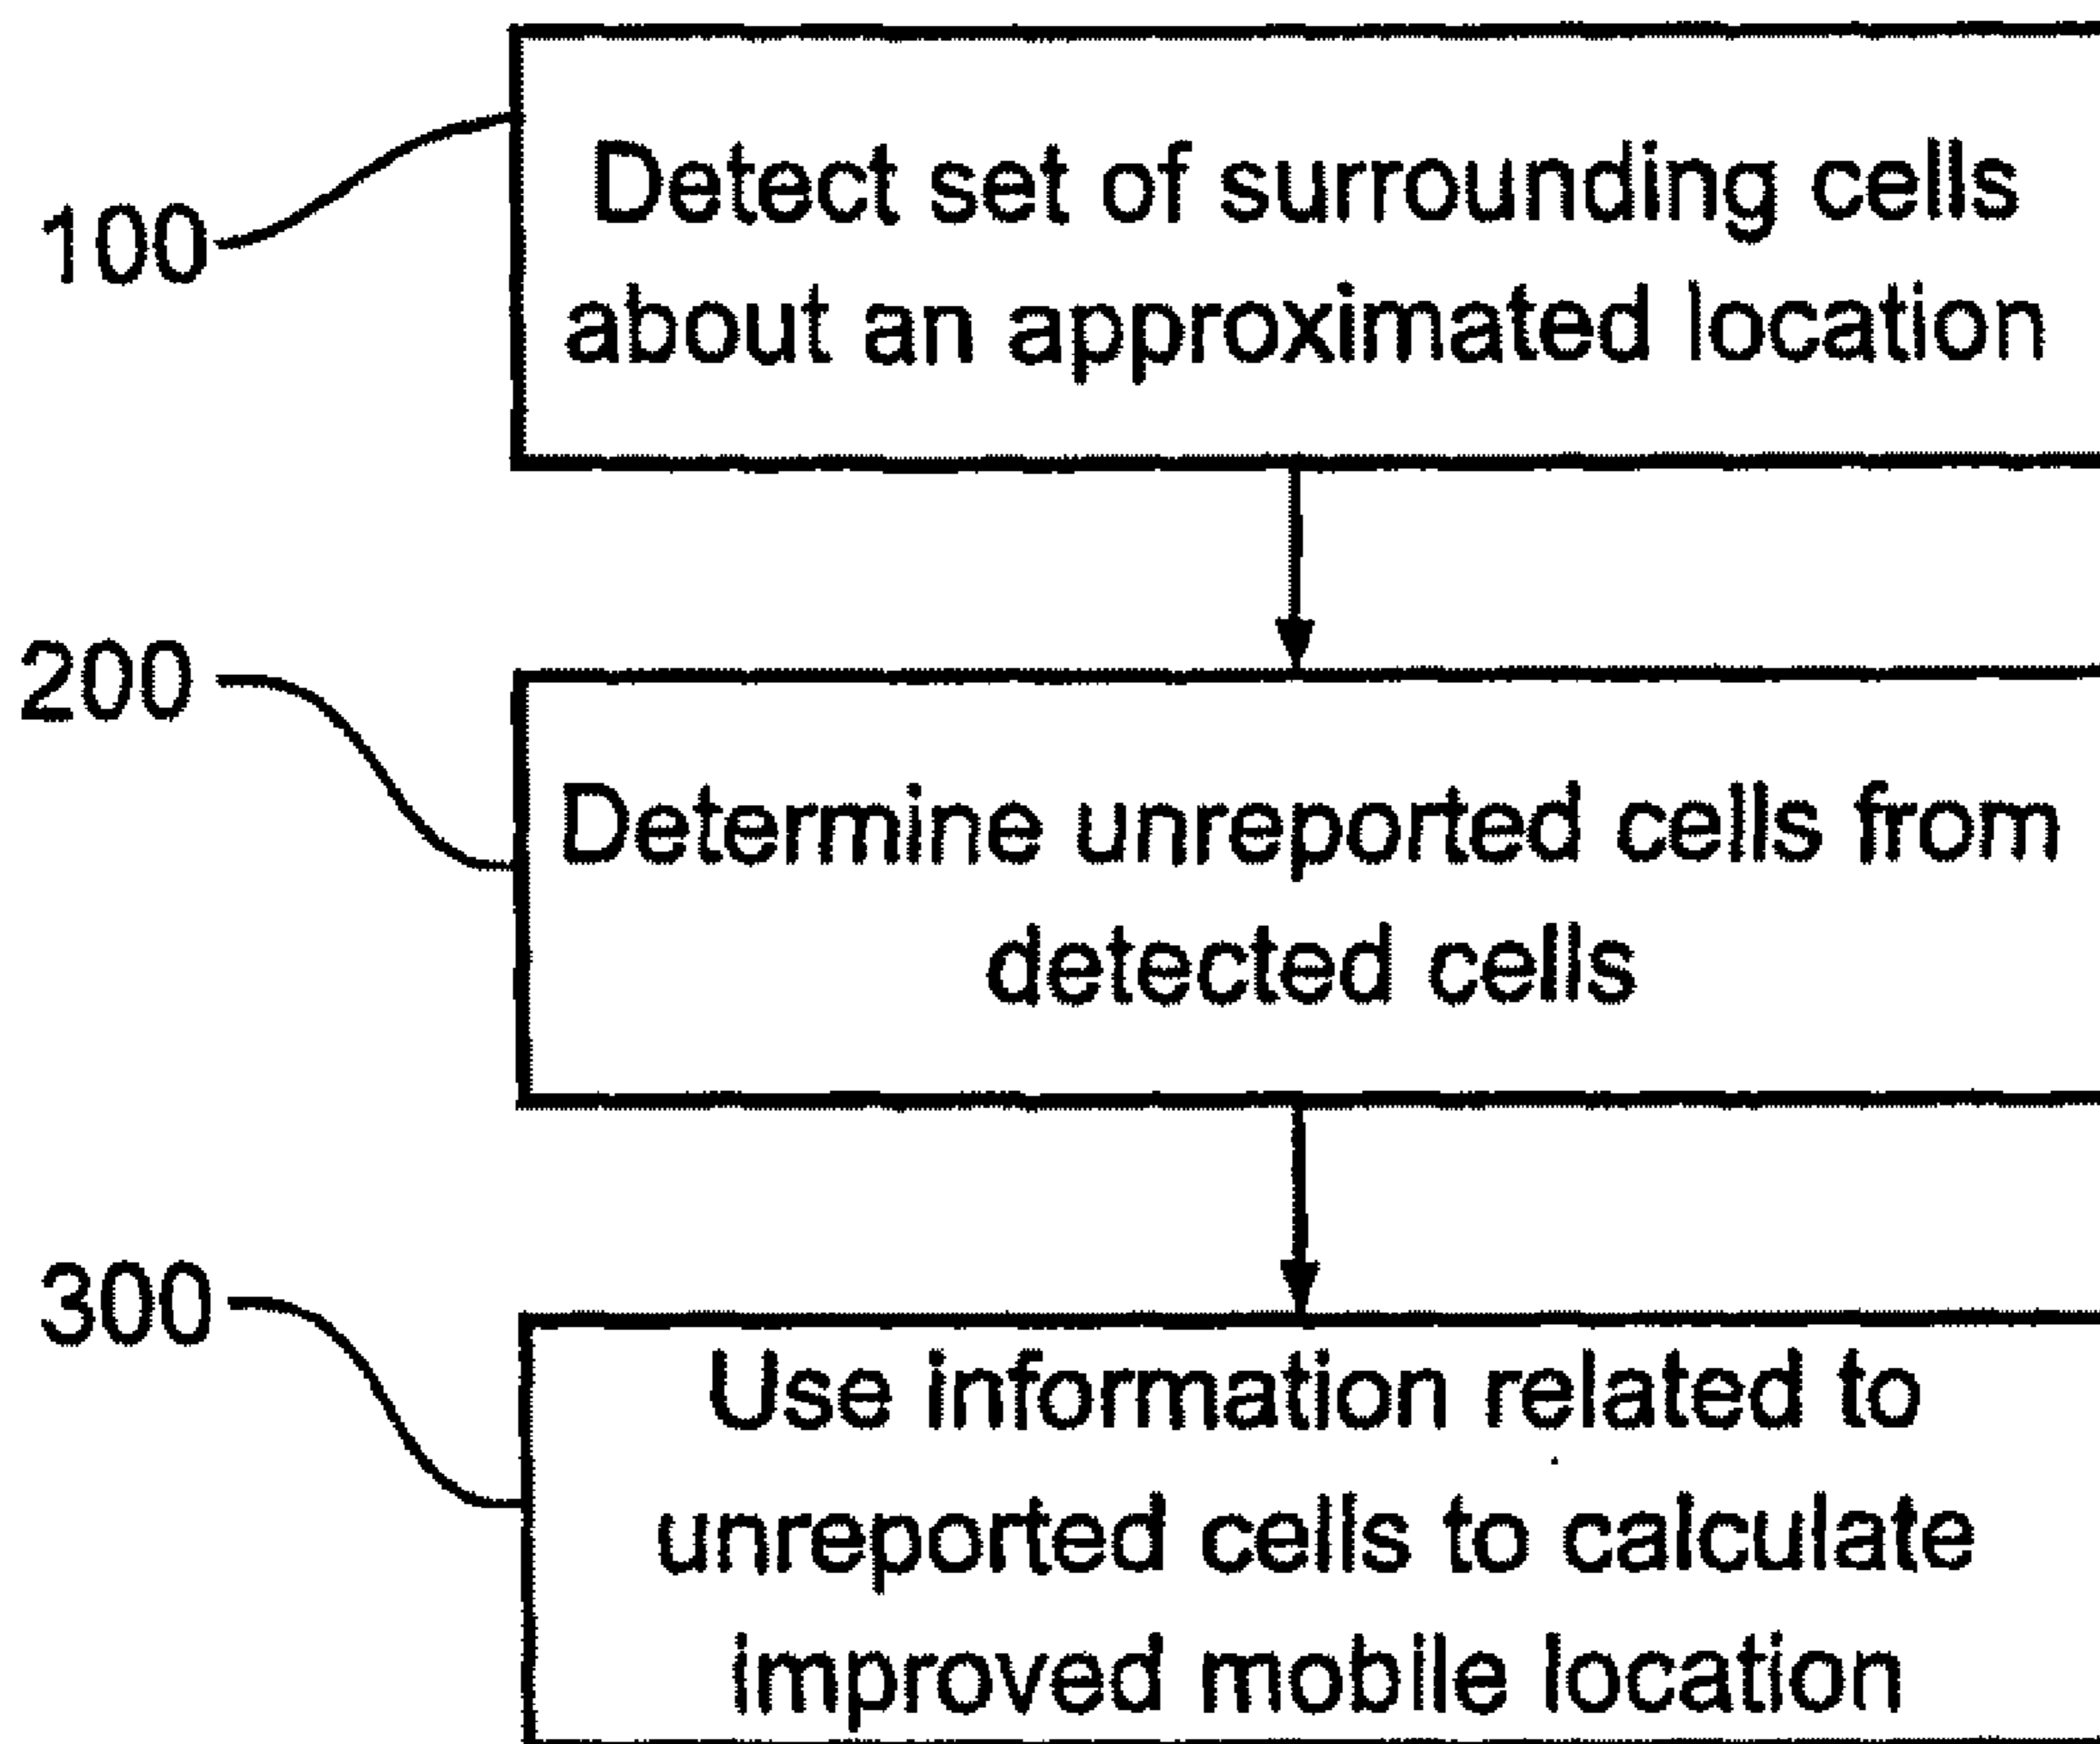 100
Detect set of surrounding cells
about an approximated location
200
Determine unreported cells from
detected cells
300
Use information related to
unreported cells to calculate
improved mobile location